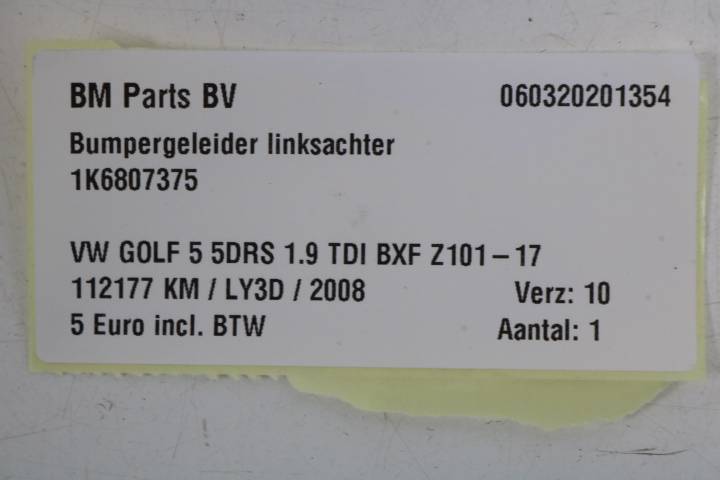 BM Parts BV 060320201354
Bumpergeleider linksachter
1K6807375
VW GOLF 5 5DRS 1.9 TDI BXF Z101-17
112177 KM / LY3D / 2008 Verz: 10
5 Euro incl. BTW Aantal: 1